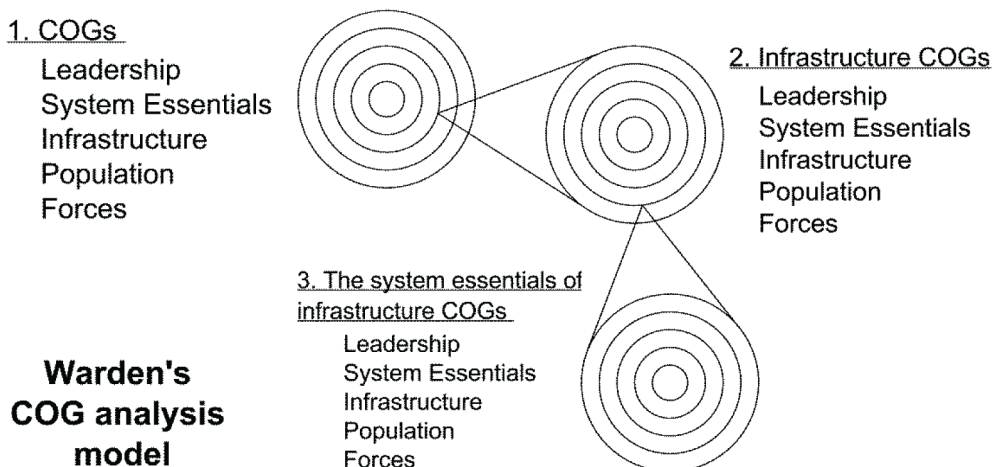 1. COGs
Leadership
System Essentials
Infrastructure
Population
Forces
2. Infrastructure COGs
Leadership
System Essentials
Infrastructure
Population
Forces
3. The system essentials of
infrastructure COGs
Leadership
System Essentials
Infrastructure
Population
Forces
Warden's
COG analysis
model